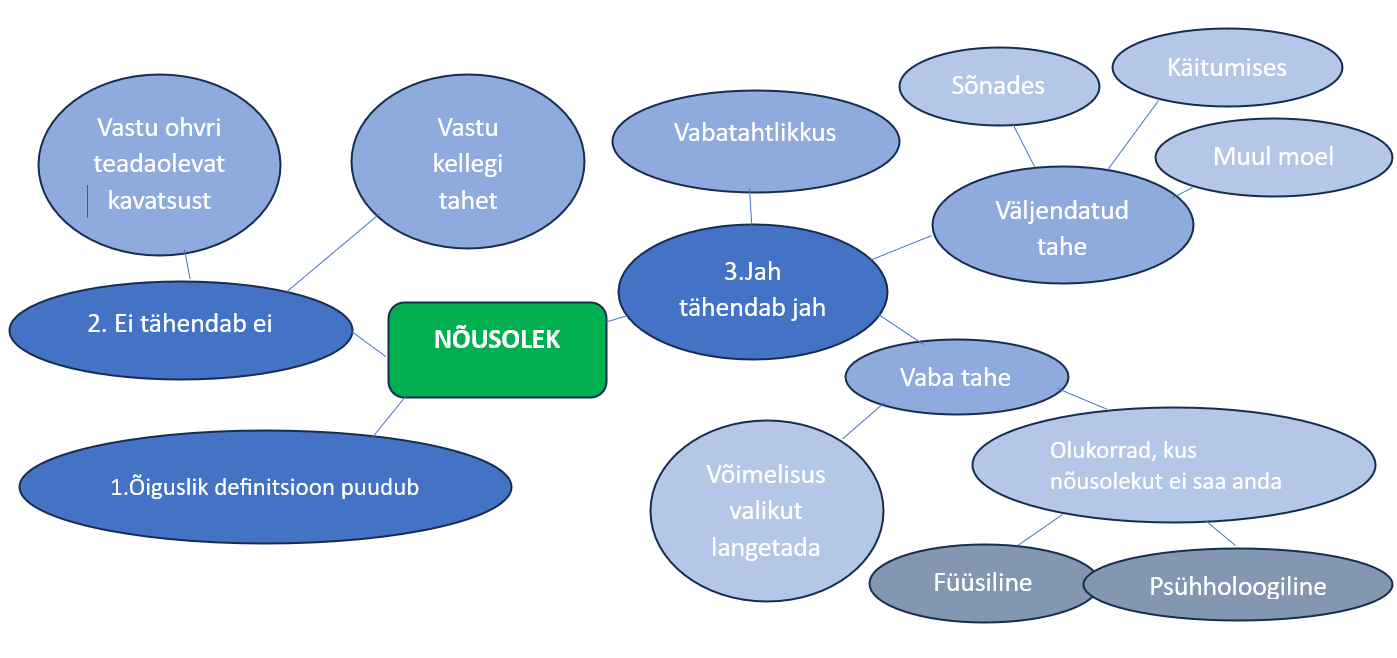 Vastu ohvri
teadaolevat
kavatsust
Vastu
kellegi
tahet
2. Ei tähendab ei
NÕUSOLEK
1.Õiguslik definitsioon puudub
Vabatahtlikkus
3.Jah
tähendab jah
Sõnades
Käitumises
Muul moel
Väljendatud
tahe
Vaba tahe
Võimelisus
valikut
langetada
Olukorrad, kus
nõusolekut ei saa anda
Füüsiline
Psühholoogiline